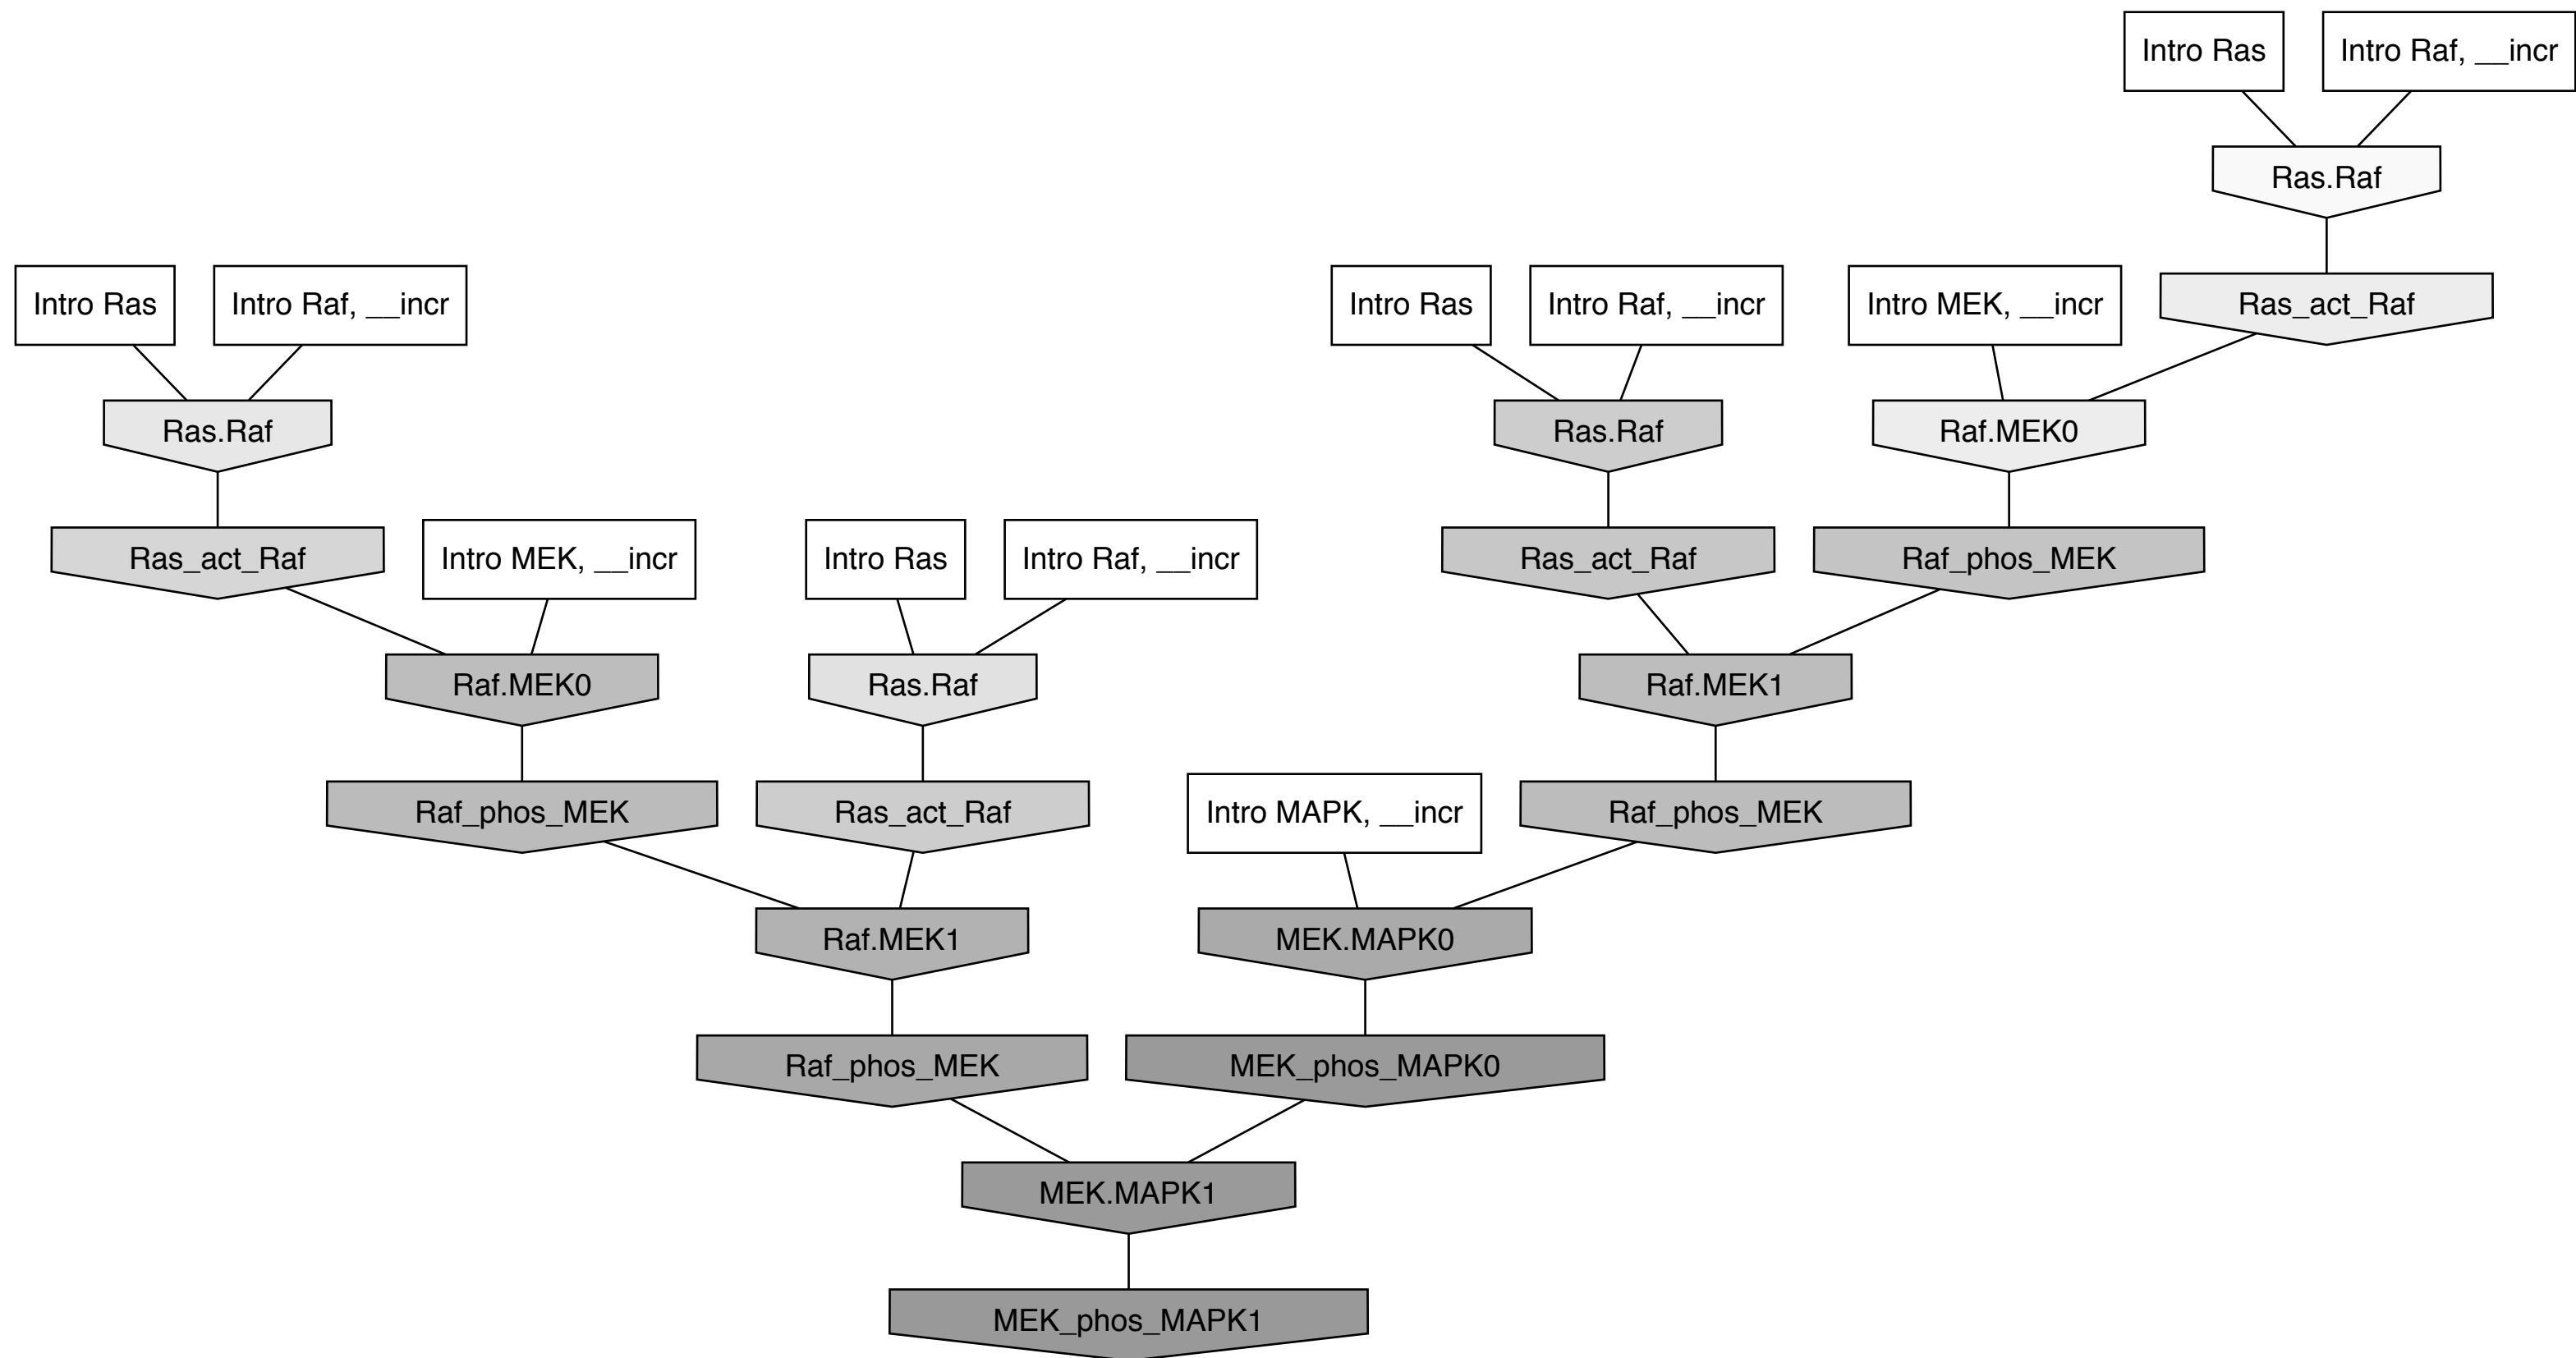 Intro Ras
Intro Raf, __incr
Ras.Raf
Intro Ras
Intro Raf, __incr
Intro Ras
Intro Raf, __incr
Intro MEK, __incr
Ras_act_Raf
Ras.Raf
Ras.Raf
Raf.MEK0
Ras_act_Raf
Intro MEK, __incr
Intro Ras
Intro Raf, __incr
Ras_act_Raf
Raf_phos_MEK
Raf.MEK0
Ras.Raf
Raf.MEK1
Raf_phos_MEK
Ras_act_Raf
Intro MAPK, __incr
Raf_phos_MEK
Raf.MEK1
MEK.MAPK0
Raf_phos_MEK
MEK_phos_MAPK0
MEK.MAPK1
MEK_phos_MAPK1